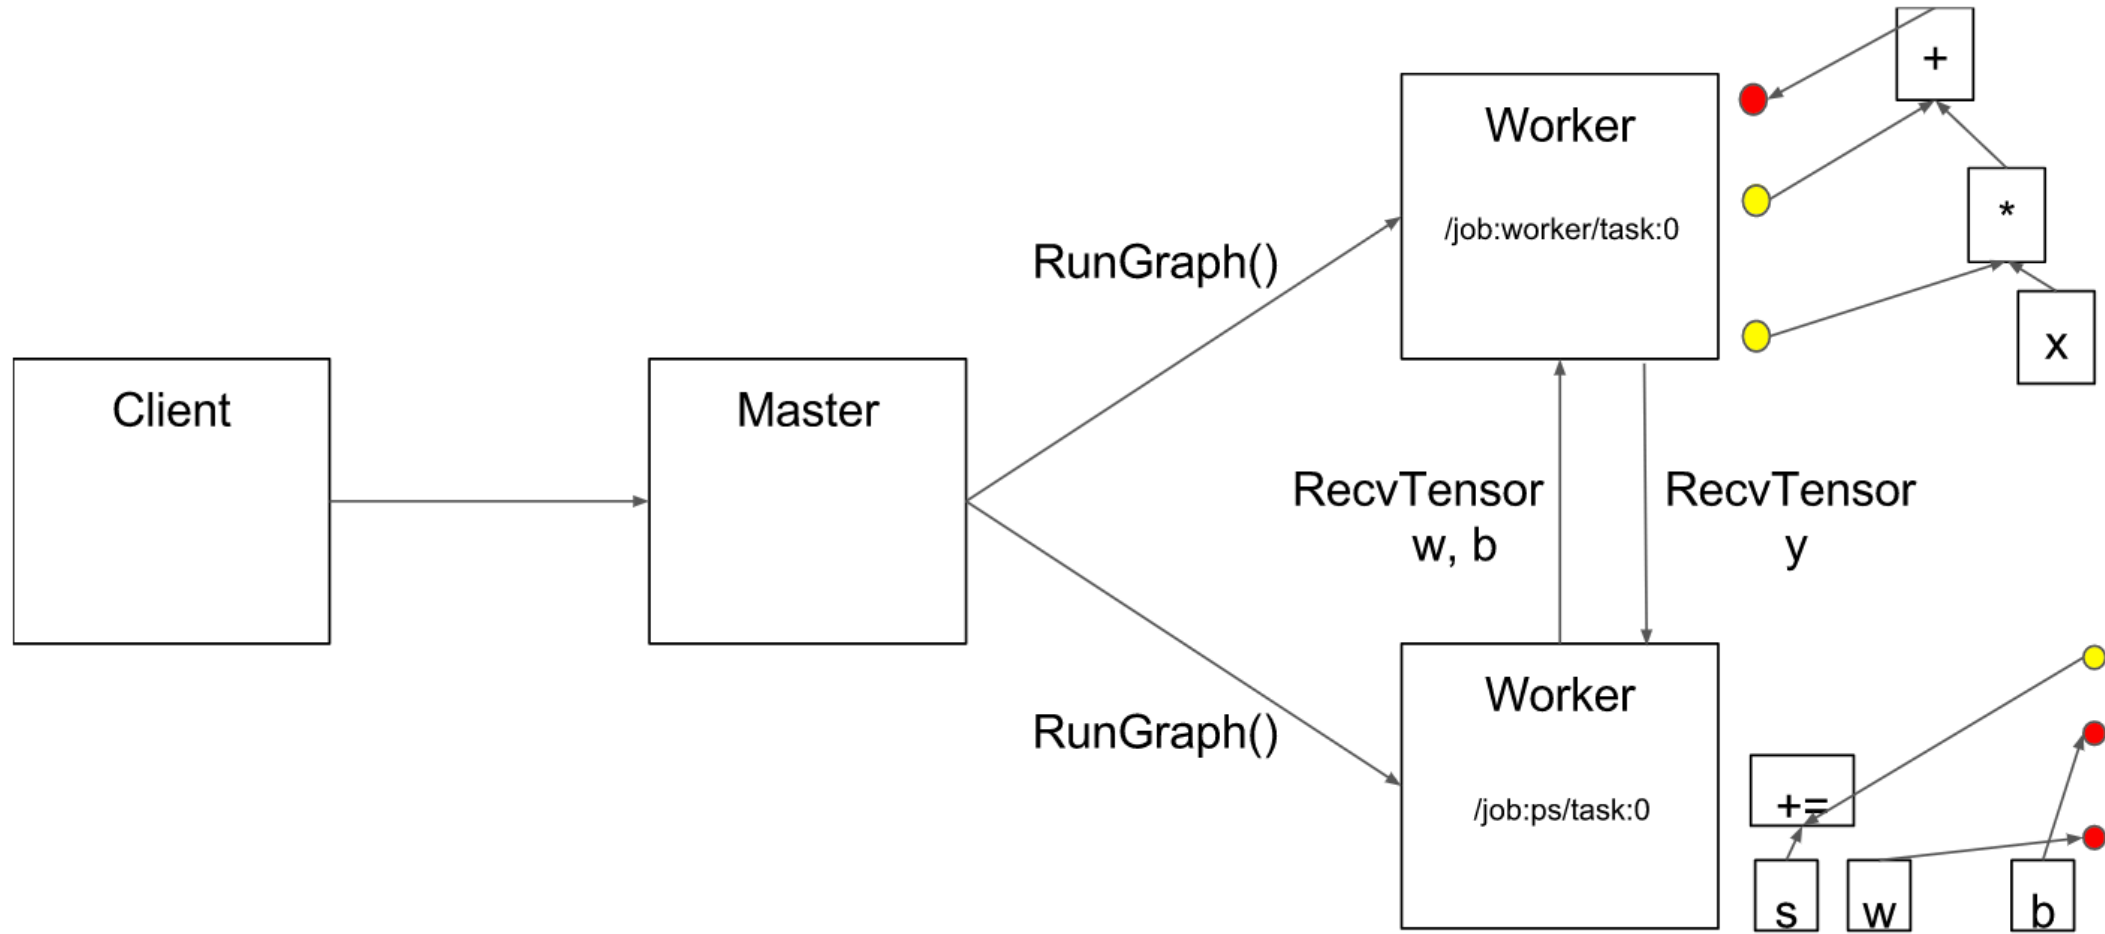 +
Worker
*
/job:worker/task:0
RunGraph()
x
Client
Master
RecvTensor
w, b
RecvTensor
y
Worker
RunGraph()
/job:ps/task:0
+=
s
w
b